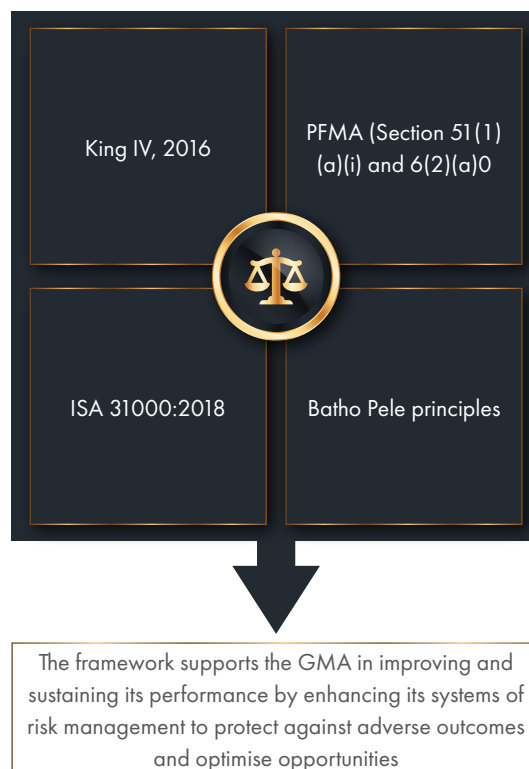 King IV, 2016
PFMA (Section 51(1)
(a)(i) and 6(2)(a)0
ISA 31000:2018
Batho Pele principles
The framework supports the GMA in improving and
sustaining its performance by enhancing its systems of
risk management to protect against adverse outcomes
and optimise opportunities